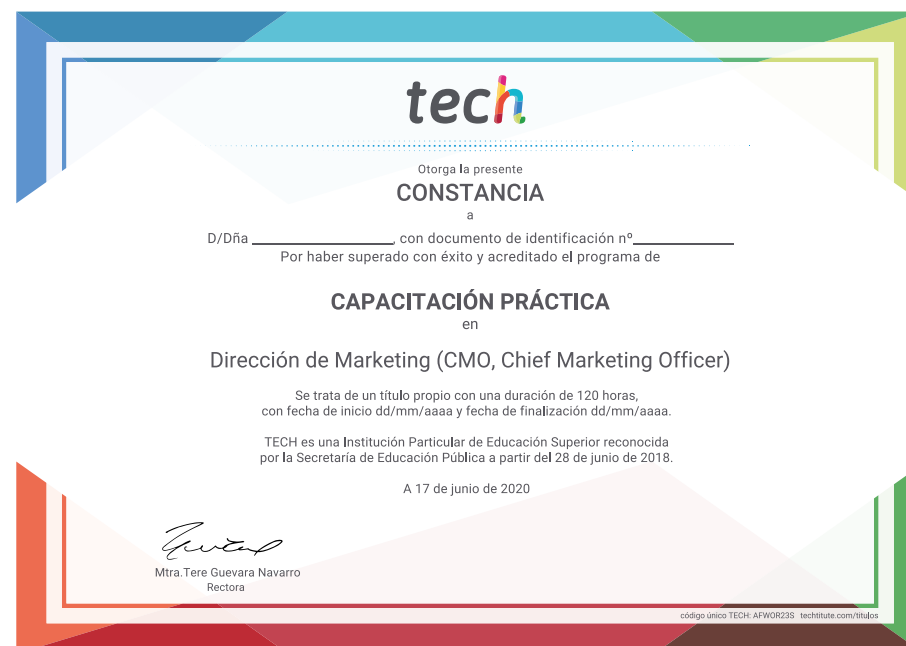 tech
Otorga la presente
CONSTANCIA
a
D/Dña ____________________, con documento de identificación nº______________
Por haber superado con éxito y acreditado el programa de
CAPACITACIÓN PRÁCTICA
en
Dirección de Marketing (CMO, Chief Marketing Officer)
Se trata de un título propio con una duración de 120 horas,
con fecha de inicio dd/mm/aaaa y fecha de finalización dd/mm/aaaa.
TECH es una Institución Particular de Educación Superior reconocida
por la Secretaría de Educación Pública a partir del 28 de junio de 2018.
A 17 de junio de 2020
Mtra.Tere Guevara Navarro
Rectora
código único TECH: AFWOR23S techtitute.com/titulos